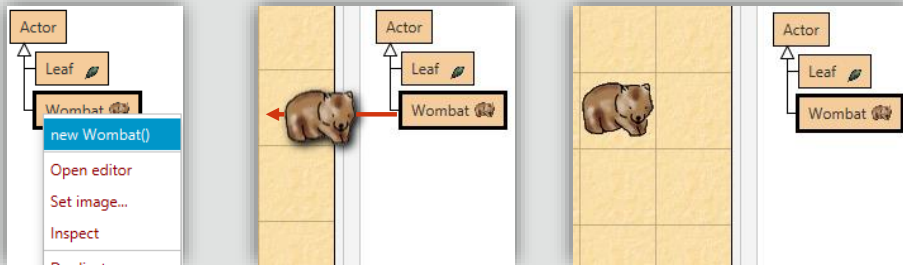 Actor
Leaf
Wombat
new Wombat()
Open editor
Set image...
Inspect
Actor
Leaf
Wombat
Actor
Leaf
Wombat